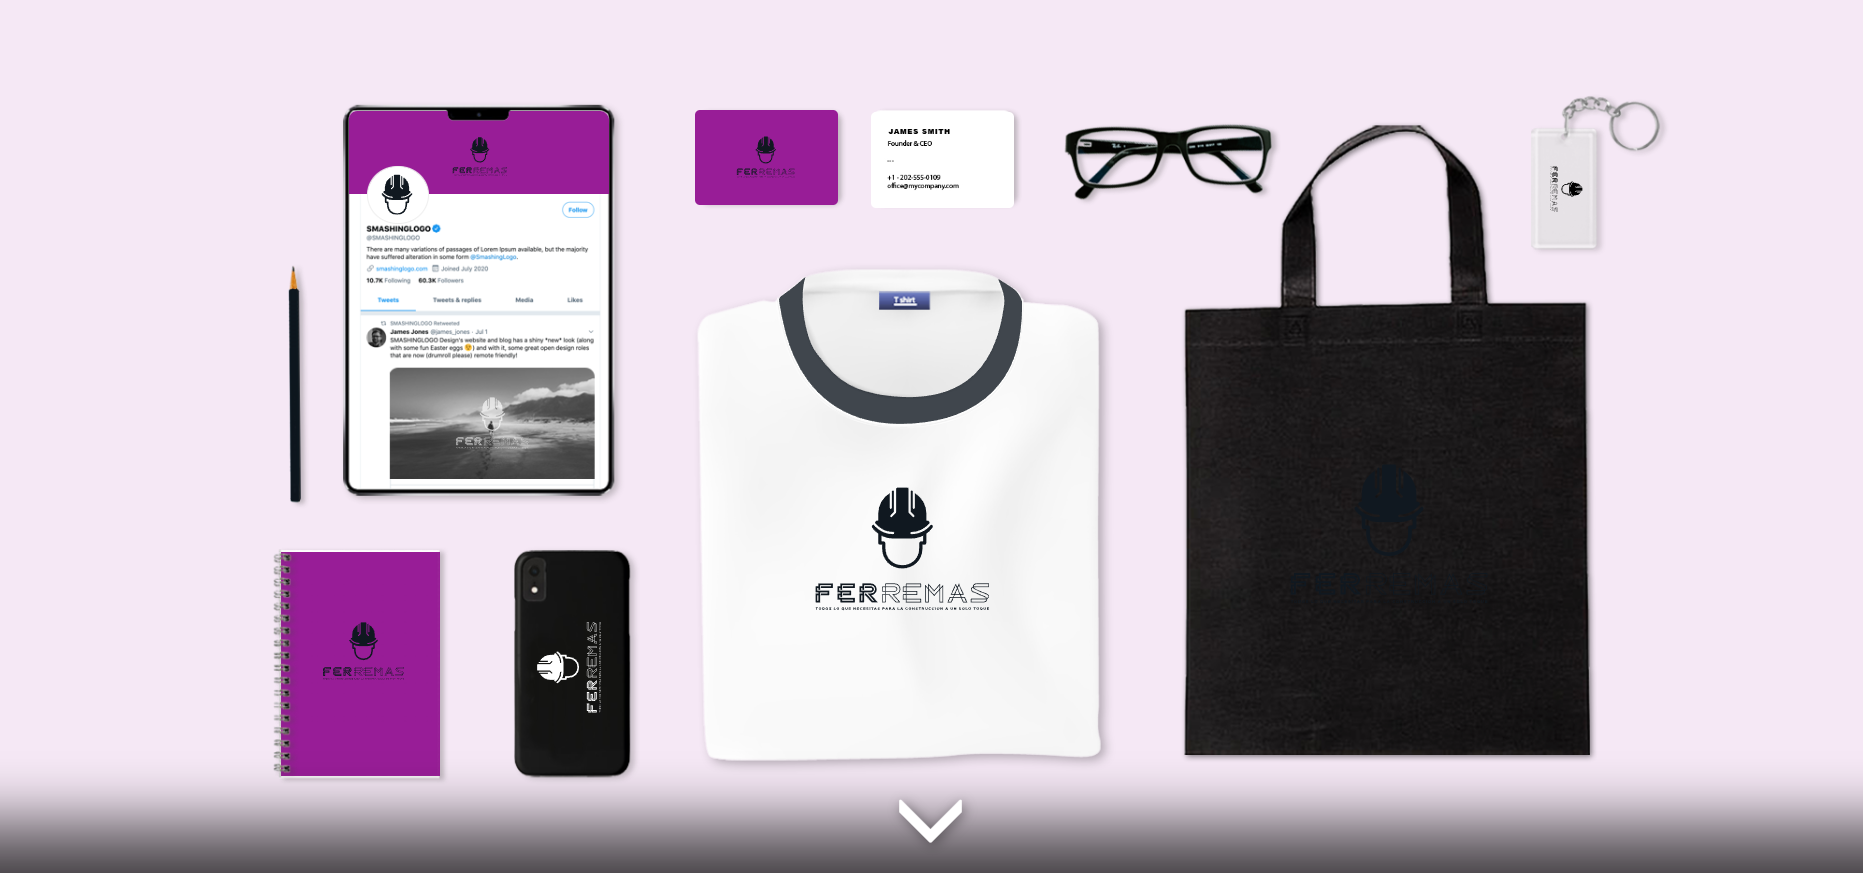 FERREMAS
SMASHINGLOGO
@SMASHINGLOGO
Follow
There are many variations of passages of Lorem Ipsum available, but the majority
have suffered alteration in some form @SmashingLogo.
smashinglogo.com Joined July 2020
10.7K Following 60.3K Followers
Tweets Tweets & replies Media Likes
SMASHINGLOGO Retweeted
James Jones @james_jones · Jul 1
SMASHINGLOGO Design's website and blog has a shiny *new* look (along
with some fun Easter eggs 😚) and with it, some great open design roles
that are now (drumroll please) remote friendly!
FERREMAS
FERREMAS
JAMES SMITH
Founder & CEO
---
+1 - 202-555-0109
office@mycompany.com
FERREMAS
T shirt
FERREMAS
TODOS LO QUE NECESITAS PARA LA CONSTRUCCION A UN SOLO TOQUE
FERREMAS
FERREMAS